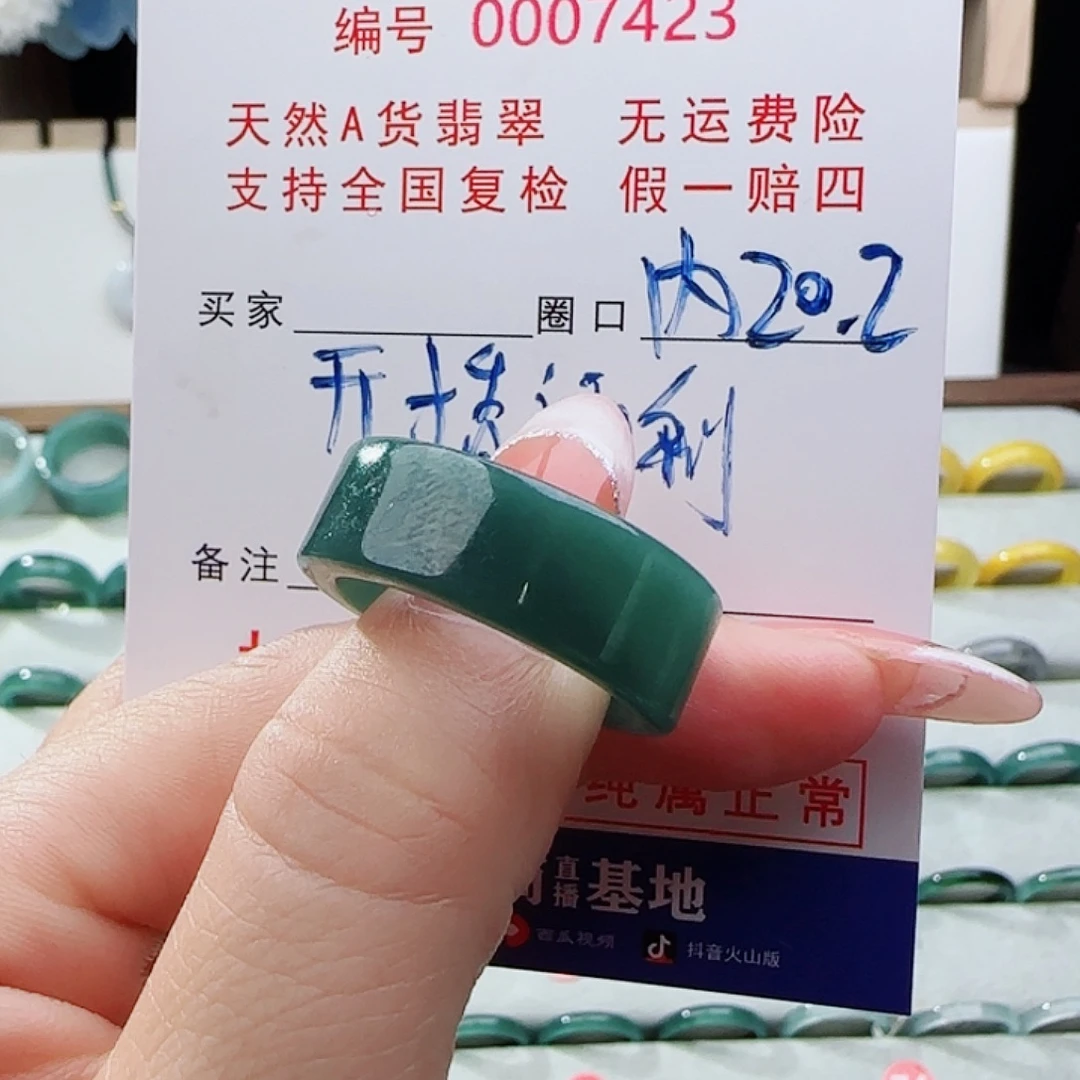 编号 0007423
天然A货翡翠 无运费险
支持全国复检 假一赔四
买家 圈口 内20.2
开 利
备注
纯属正常
直播基地
西瓜视频 抖音火山版